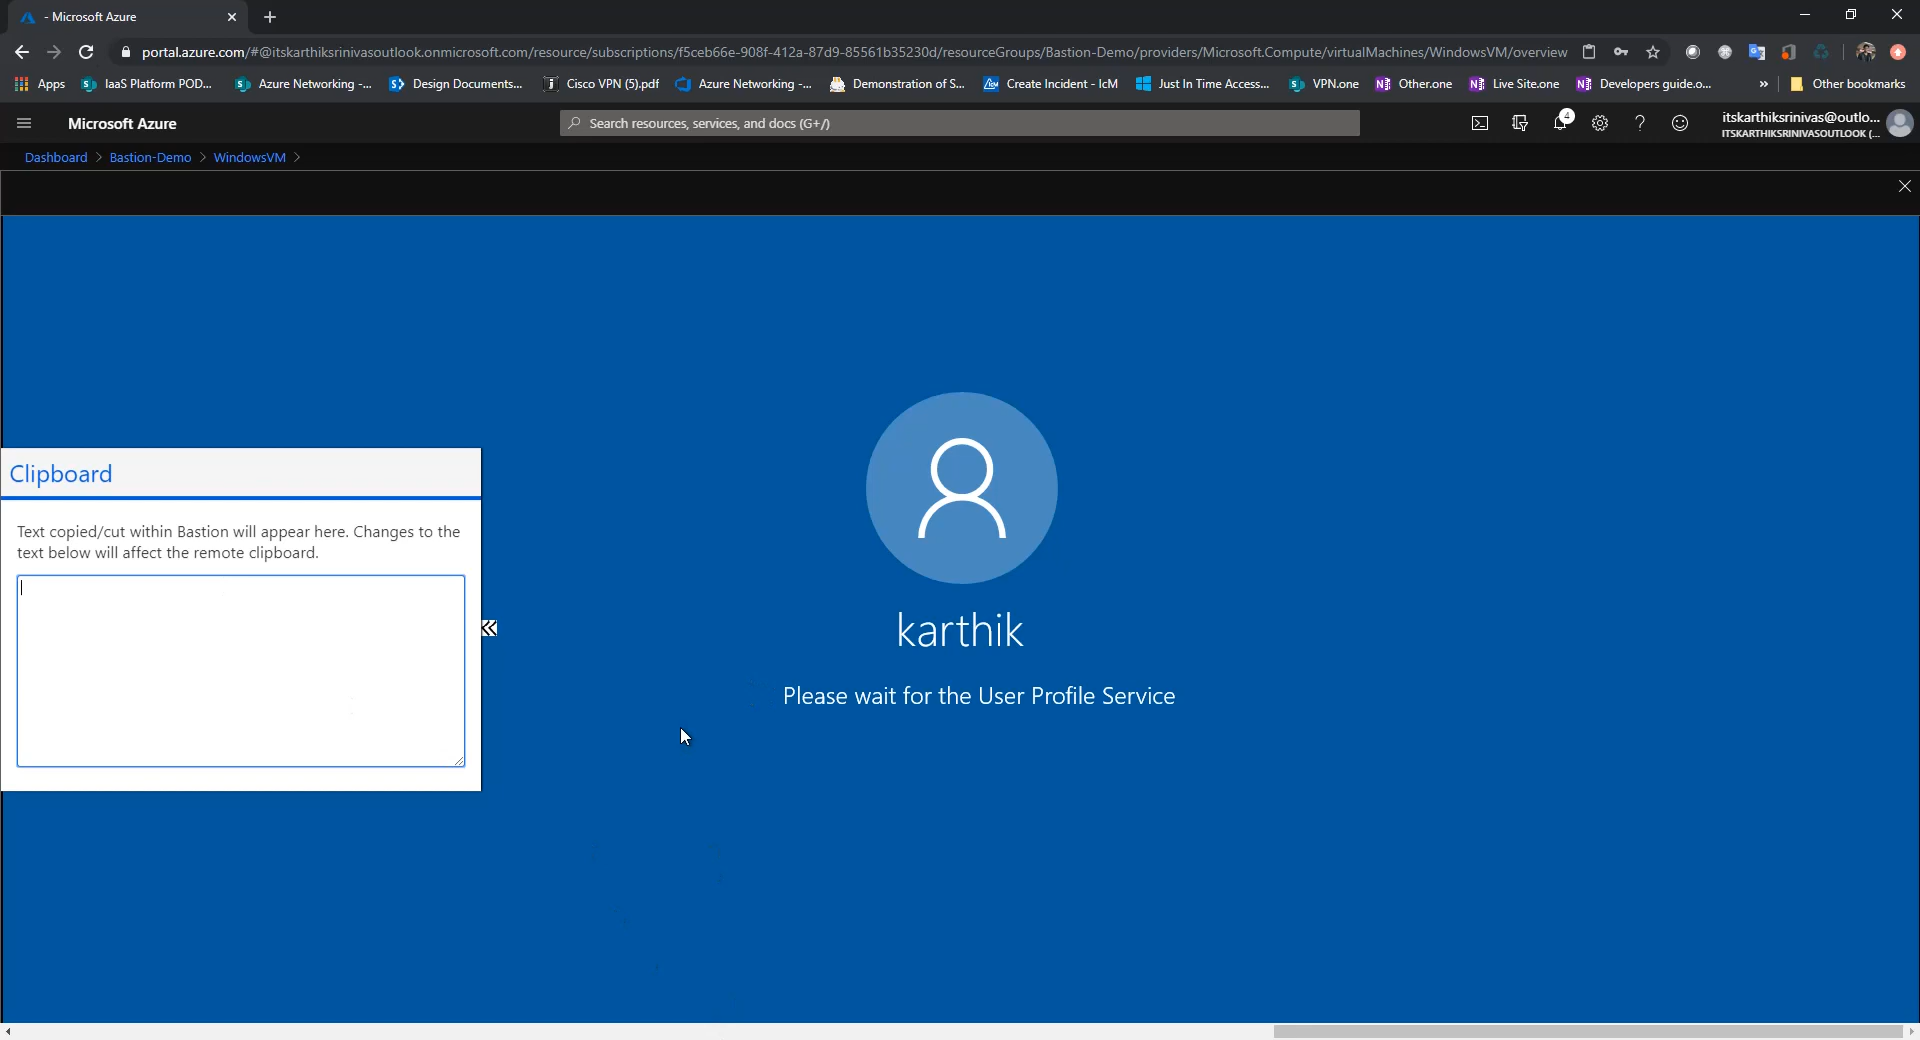 - Microsoft Azure
portal.azure.com/#@itskarthiksrinivasoutlook.onmicrosoft.com/resource/subscriptions/f5ceb66e-908f-412a-87d9-85561b35230d/resourceGroups/Bastion-Demo/providers/Microsoft.Compute/virtualMachines/WindowsVM/overview
Apps IaaS Platform POD... Azure Networking -... Design Documents... Cisco VPN (5).pdf Azure Networking -... Demonstration of S... Create Incident - IcM Just In Time Access... VPN.one Other.one Live Site.one Developers guide.o... » Other bookmarks
Microsoft Azure
Search resources, services, and docs (G+/)
4
itskarthiksrinivas@outlo...
ITSKARTHIKSRINIVASOUTLOOK (...
Dashboard > Bastion-Demo > WindowsVM >
Clipboard
Text copied/cut within Bastion will appear here. Changes to the
text below will affect the remote clipboard.
karthik
Please wait for the User Profile Service